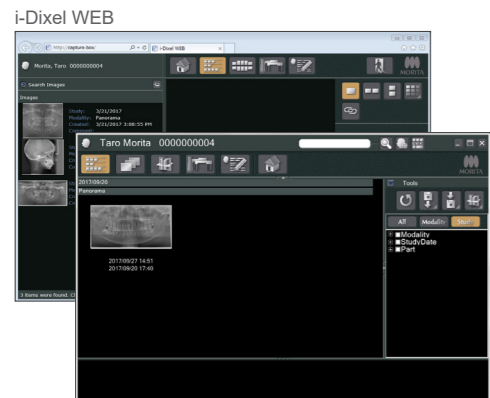 i-Dixel WEB
http://capture.box/
i-Dixel WEB
Morita, Taro 0000000004
MORITA
Search Images
Images
Study: 3/21/2017
Modality: Panorama
Created: 3/21/2017 3:08:55 PM
Comment:
3 items were found.
Taro Morita 0000000004
MORITA
2017/09/20
Panorama
2017/09/27 14:51
2017/09/20 17:40
Tools
All Modality Study
Modality
StudyDate
Part